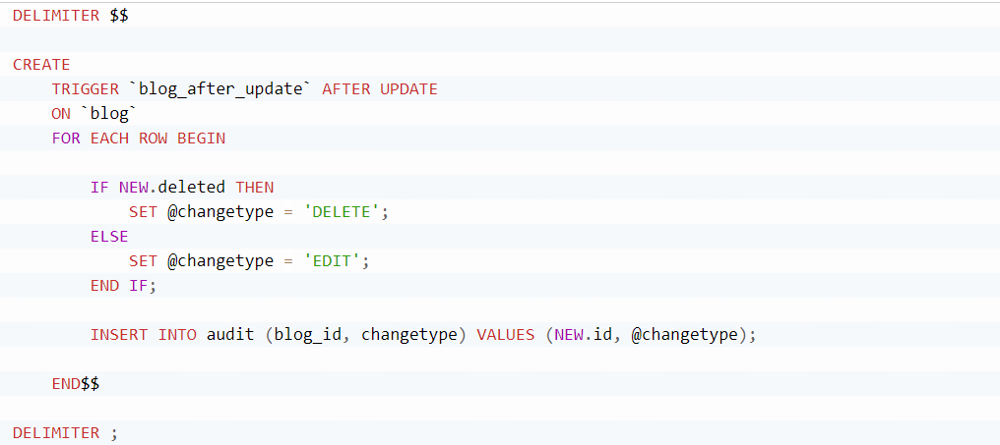 DELIMITER $$
CREATE
    TRIGGER `blog_after_update` AFTER UPDATE
    ON `blog`
    FOR EACH ROW BEGIN
        IF NEW.deleted THEN
            SET @changetype = 'DELETE';
        ELSE
            SET @changetype = 'EDIT';
        END IF;
        INSERT INTO audit (blog_id, changetype) VALUES (NEW.id, @changetype);
    END$$
DELIMITER ;